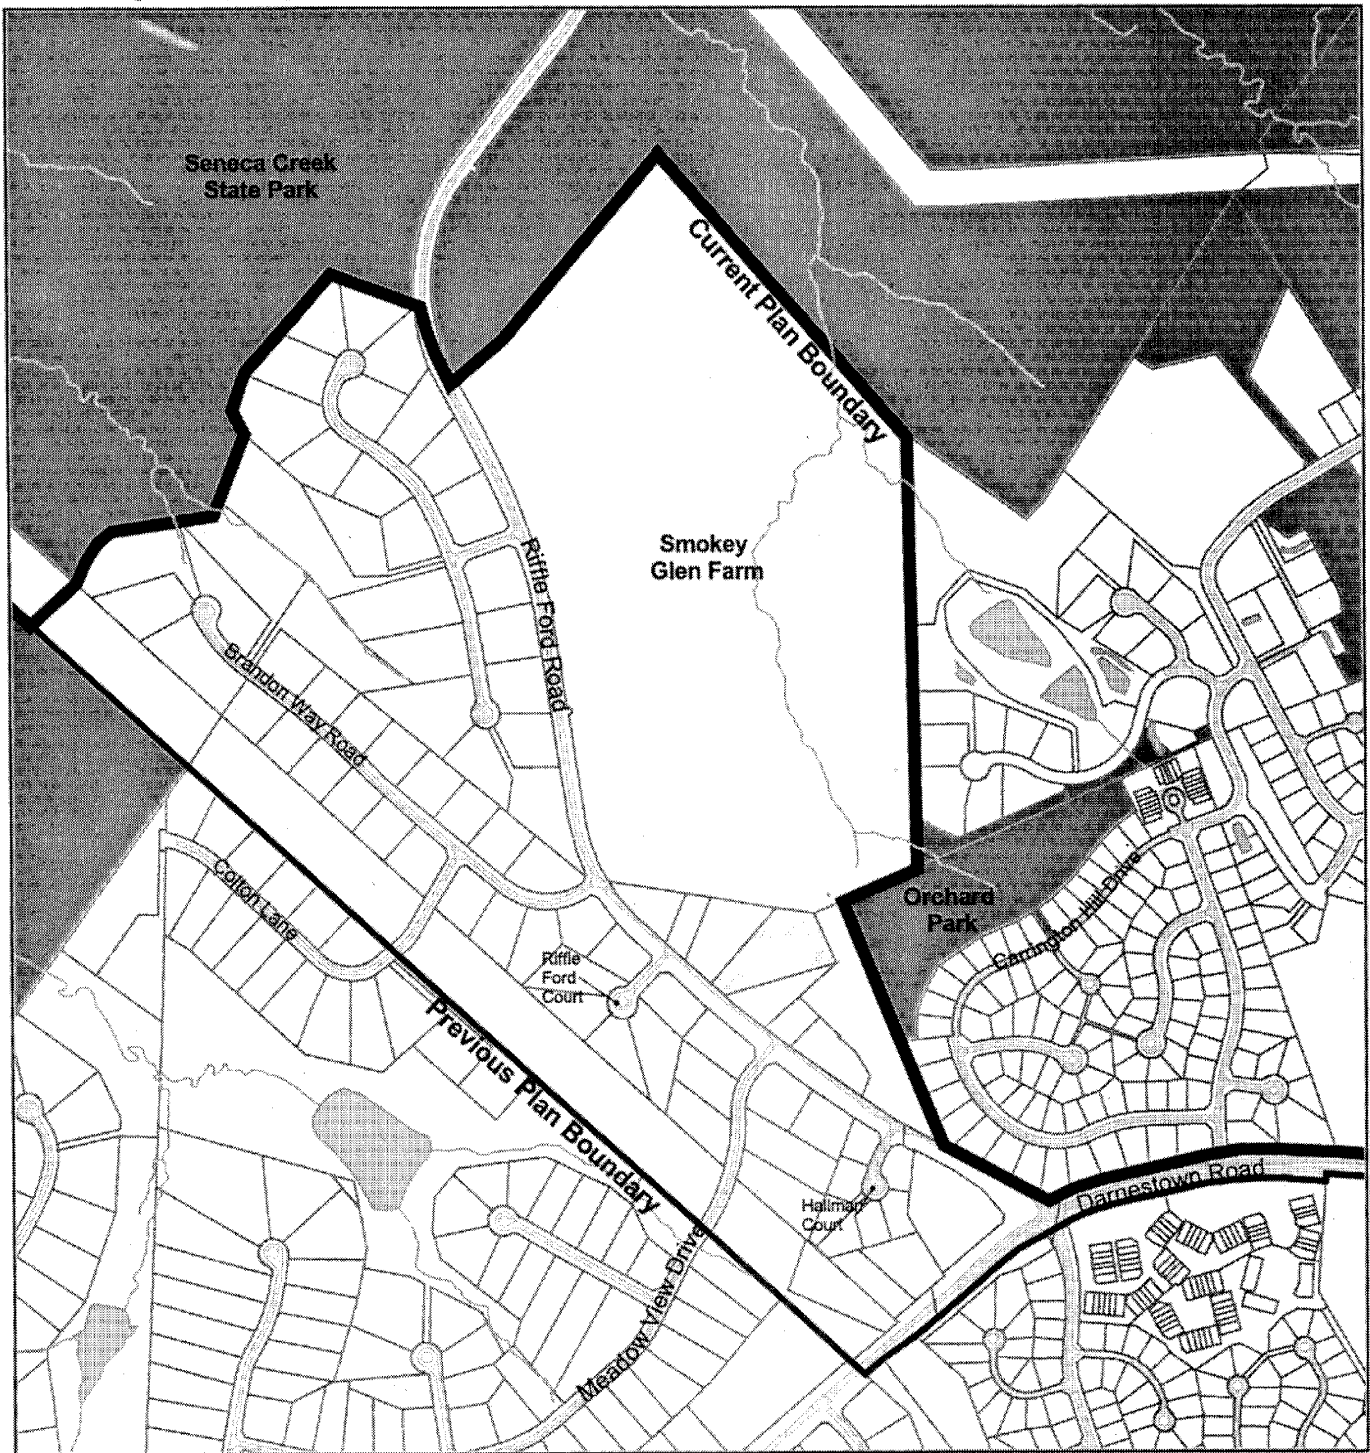 Seneca Creek
State Park
Current Plan Boundary
Smokey
Glen Farm
Riffle Ford Road
Brandon Way Road
Colton Lane
Orchard
Park
Carrington Hill Drive
Riffle
Ford
Court
Previous Plan Boundary
Darnestown Road
Hallman
Court
Meadow View Drive